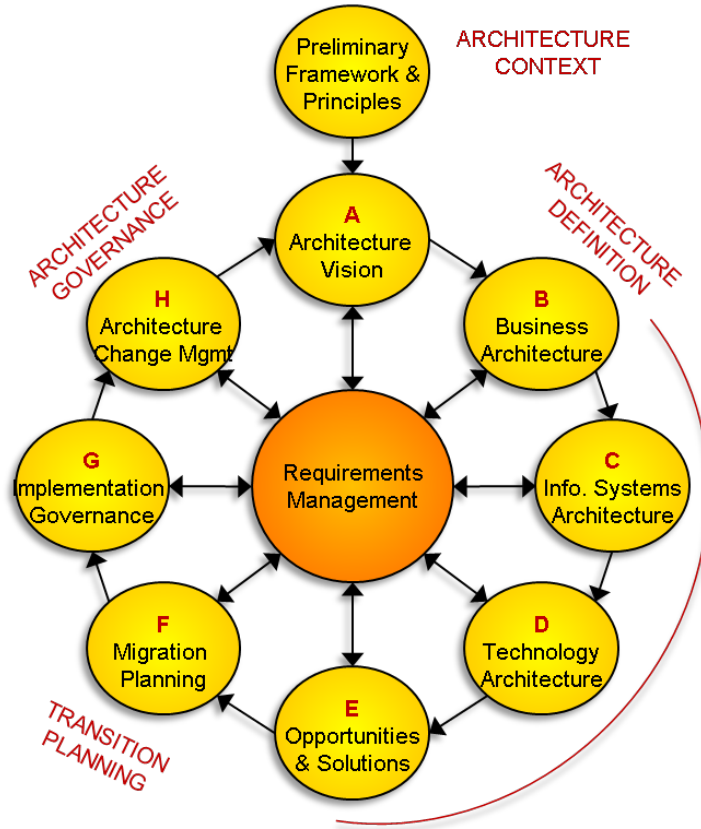 Preliminary
Framework &
Principles
ARCHITECTURE
CONTEXT
ARCHITECTURE
GOVERNANCE
A
Architecture
Vision
ARCHITECTURE
DEFINITION
H
Architecture
Change Mgmt
B
Business
Architecture
G
Implementation
Governance
Requirements
Management
C
Info. Systems
Architecture
F
Migration
Planning
D
Technology
Architecture
E
Opportunities
& Solutions
TRANSITION
PLANNING